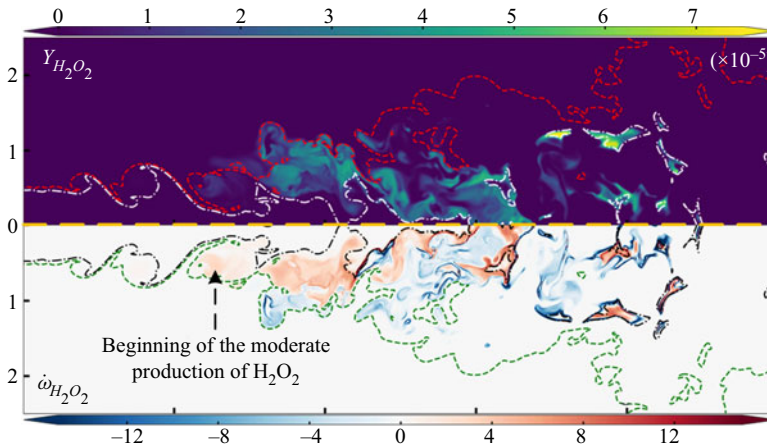 0 1 2 3 4 5 6 7
Y_{H_2O_2} (×10^{-5}
2
1
0
1
2
Beginning of the moderate
production of H_2O_2
\dot{ω}_{H_2O_2}
−12 −8 −4 0 4 8 12